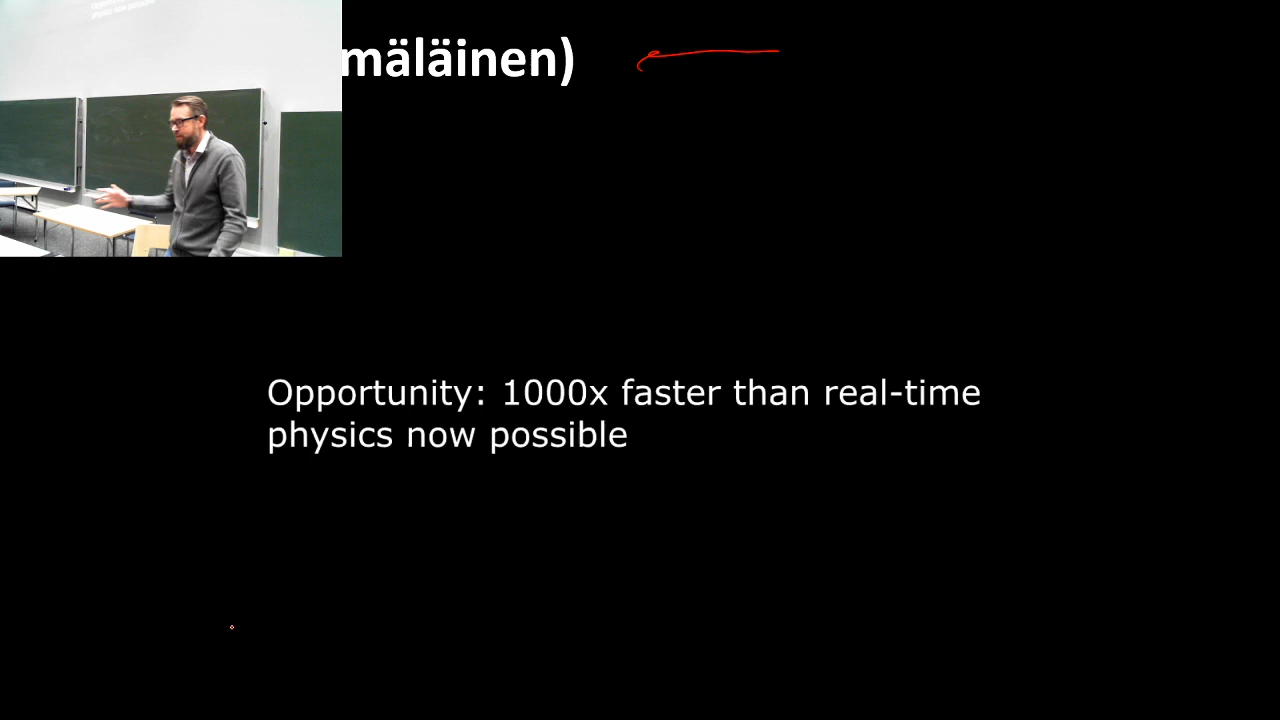 mäläinen)
Opportunity: 1000x faster than real-time
physics now possible